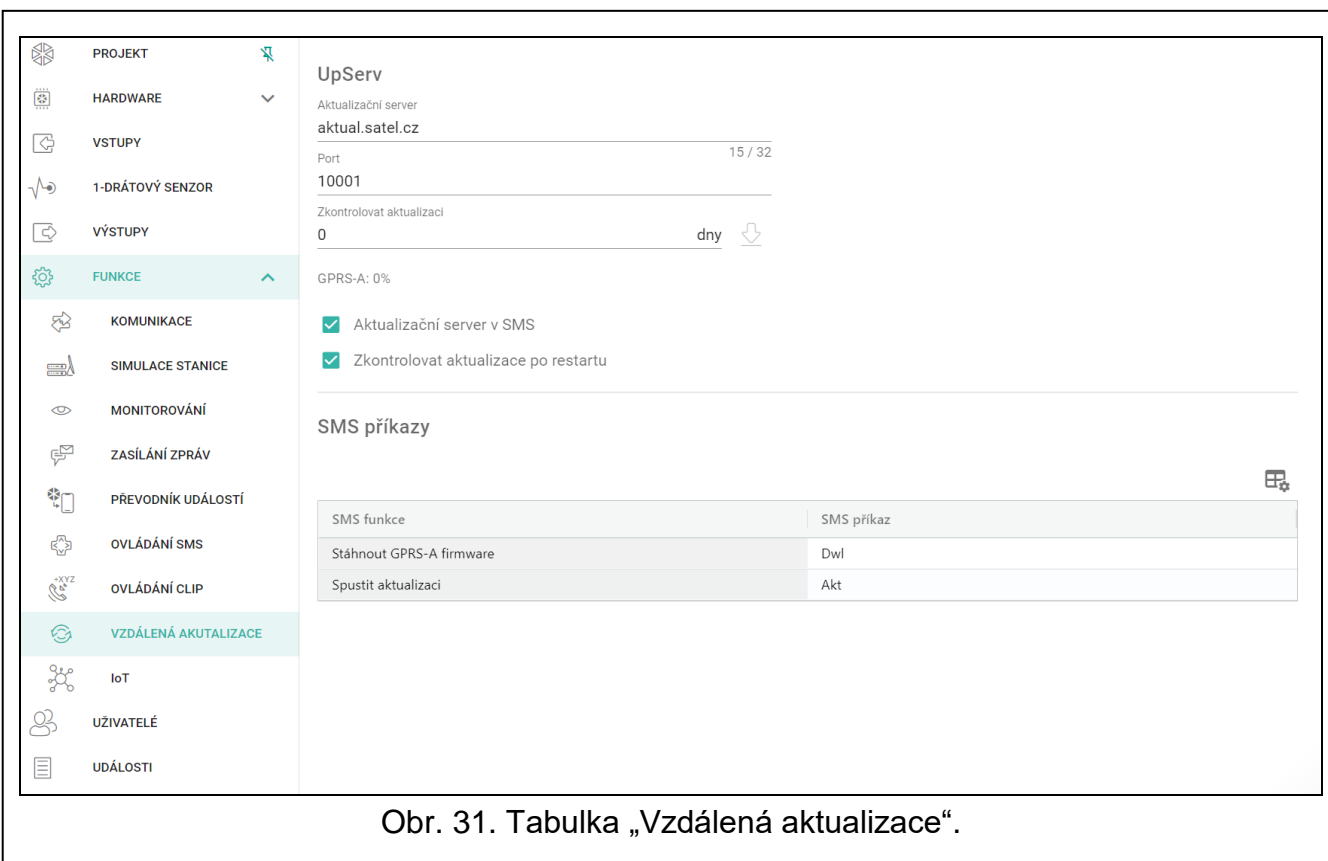 PROJEKT
HARDWARE
VSTUPY
1-DRÁTOVÝ SENZOR
VÝSTUPY
FUNKCE
KOMUNIKACE
SIMULACE STANICE
MONITOROVÁNÍ
ZASÍLÁNÍ ZPRÁV
PŘEVODNÍK UDÁLOSTÍ
OVLÁDÁNÍ SMS
+XYZ
OVLÁDÁNÍ CLIP
VZDÁLENÁ AKUTALIZACE
IoT
UŽIVATELÉ
UDÁLOSTI
UpServ
Aktualizační server
aktual.satel.cz
15 / 32
Port
10001
Zkontrolovat aktualizaci
0 dny
GPRS-A: 0%
Aktualizační server v SMS
Zkontrolovat aktualizace po restartu
SMS příkazy
SMS funkce SMS příkaz
Stáhnout GPRS-A firmware Dwl
Spustit aktualizaci Akt
Obr. 31. Tabulka „Vzdálená aktualizace“.